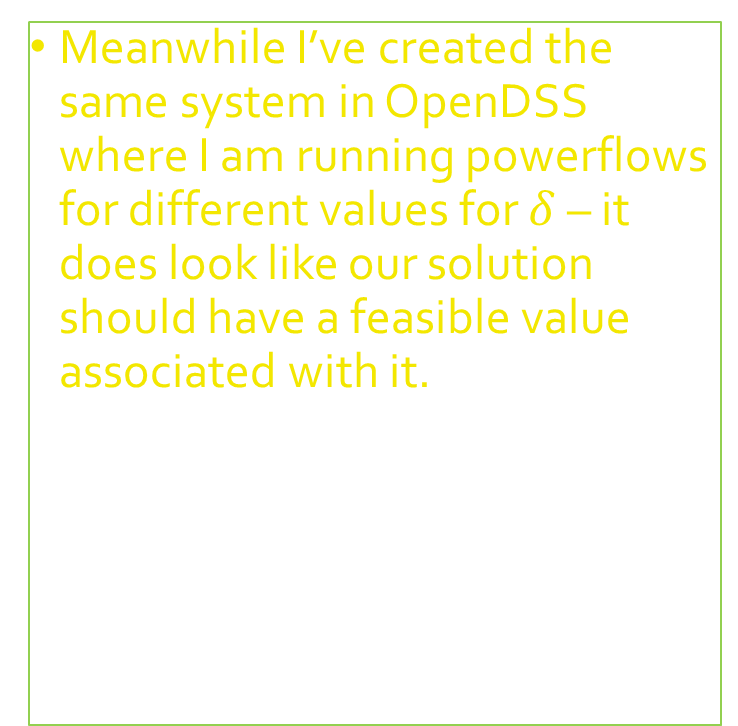 • Meanwhile I’ve created the
same system in OpenDSS
where I am running powerflows
for different values for 𝛿 – it
does look like our solution
should have a feasible value
associated with it.